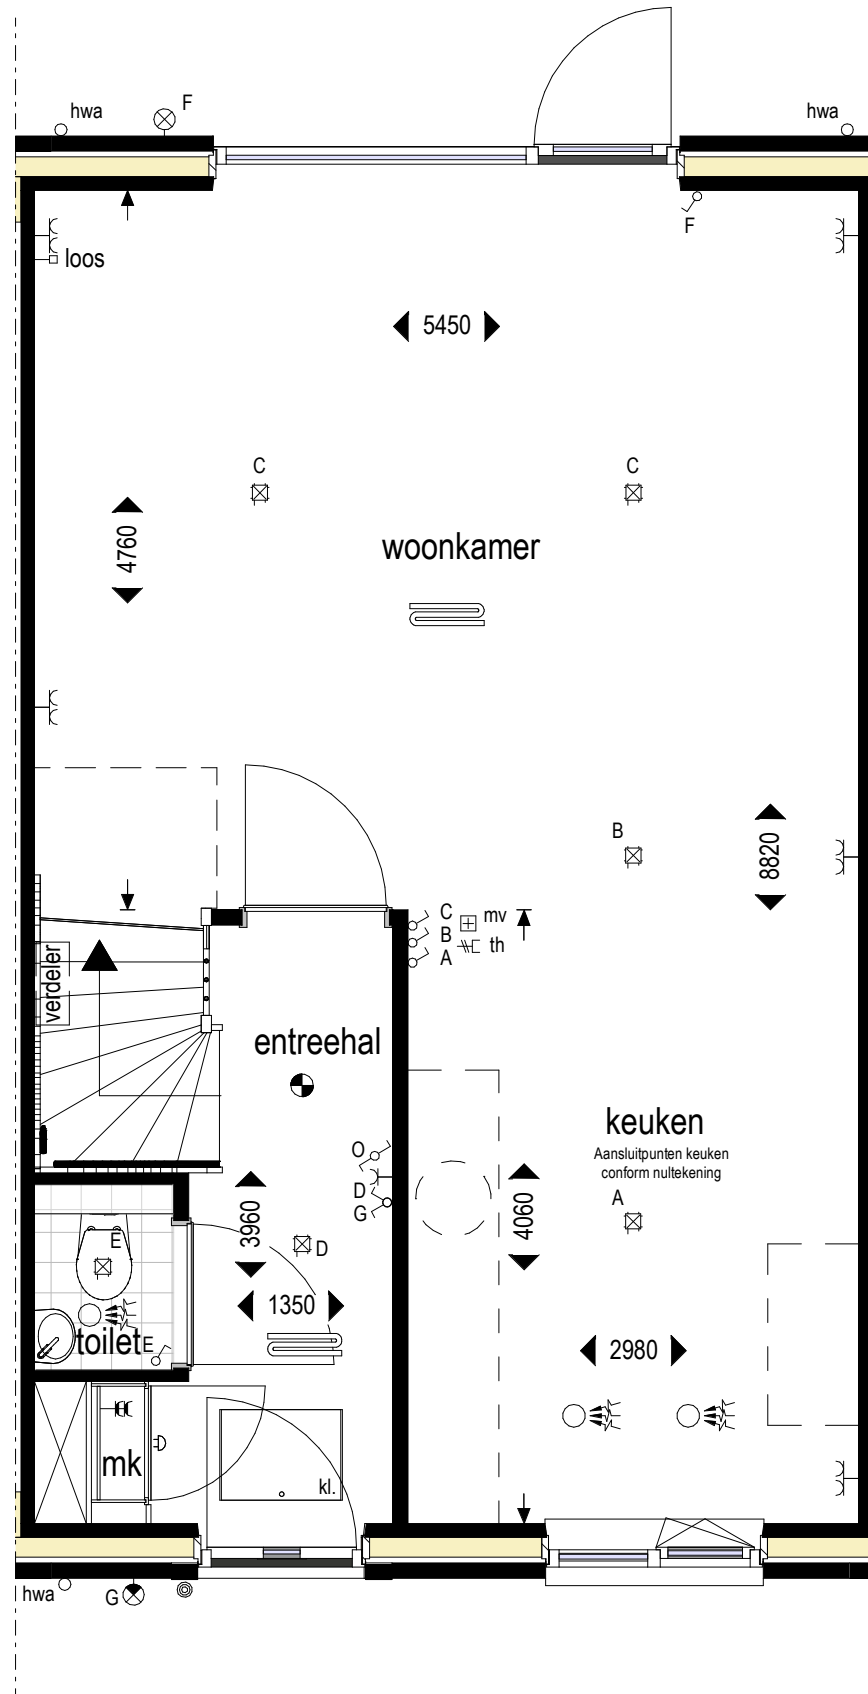 hwa
F
hwa
F
loos
5450
C
C
4760
woonkamer
B
8820
C
mv
B
th
A
verdeler
entreehal
keuken
Aansluitpunten keuken
conform nultekening
O
D
G
3960
4060
A
E
D
1350
toilet
E
2980
mk
kl.
hwa
G